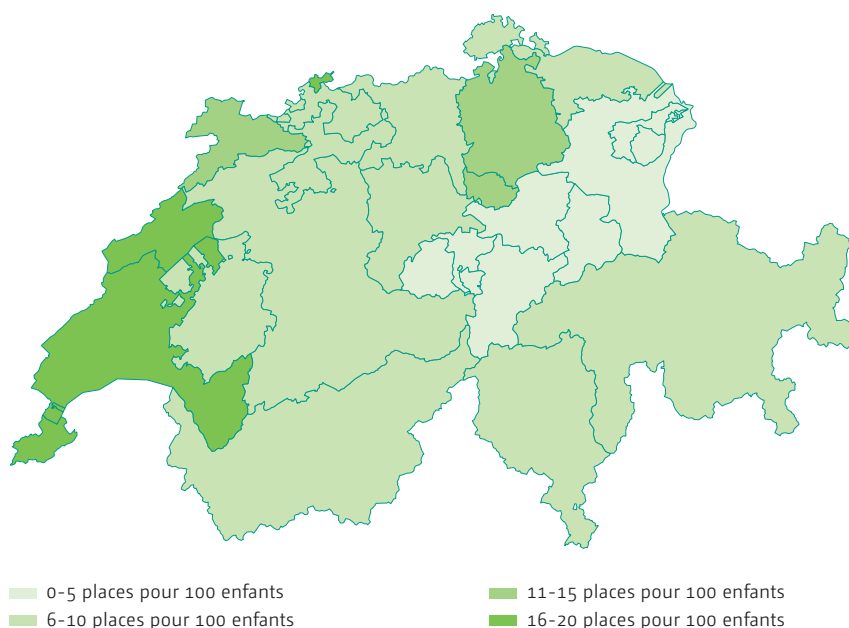 0-5 places pour 100 enfants
6-10 places pour 100 enfants
11-15 places pour 100 enfants
16-20 places pour 100 enfants